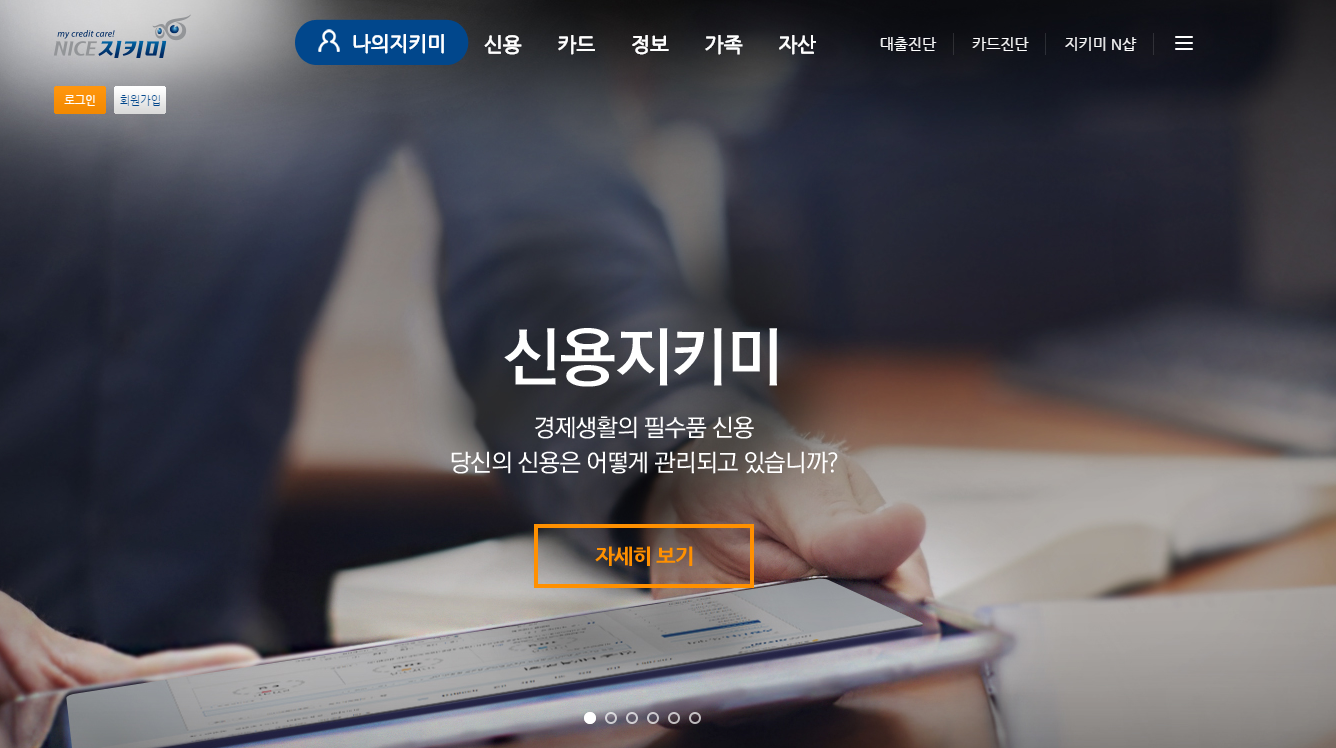 my credit care!
NICE지키미
나의지키미
신용
카드
정보
가족
자산
대출진단
카드진단
지키미 N샵
로그인
회원가입
신용지키미
경제생활의 필수품 신용
당신의 신용은 어떻게 관리되고 있습니까?
자세히 보기